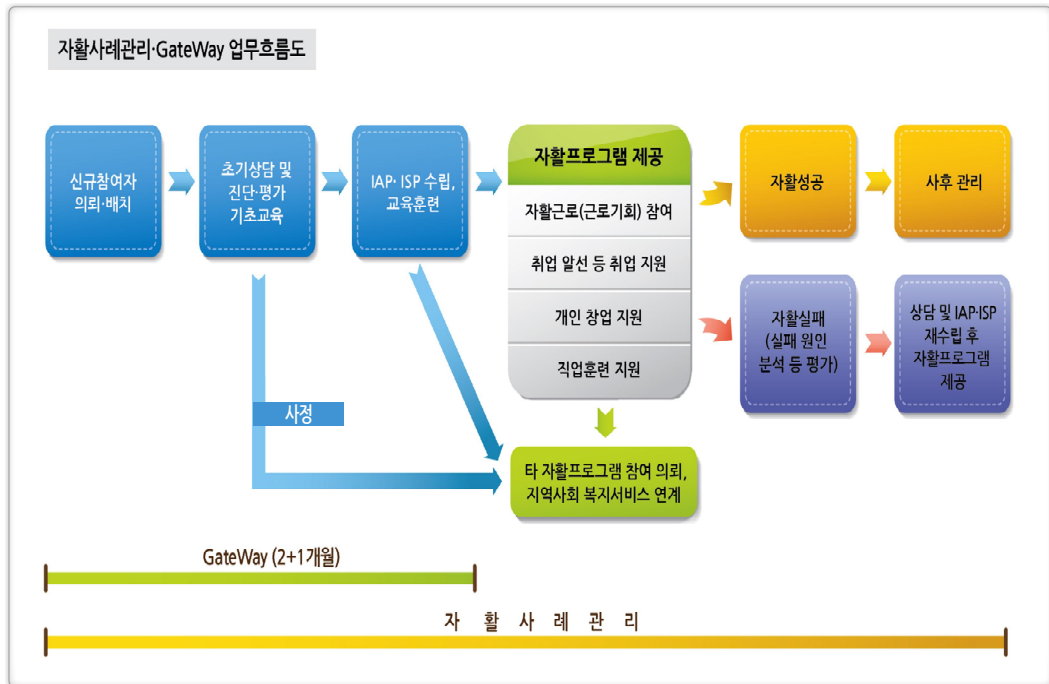 자활사례관리·GateWay 업무흐름도
신규참여자
의뢰·배치
초기상담 및
진단·평가
기초교육
IAP·ISP 수립,
교육훈련
자활프로그램 제공
자활근로(근로기회) 참여
취업 알선 등 취업 지원
개인 창업 지원
직업훈련 지원
자활성공
사후 관리
자활실패
(실패 원인
분석 등 평가)
상담 및 IAP·ISP
재수립 후
자활프로그램
제공
사정
타 자활프로그램 참여 의뢰,
지역사회 복지서비스 연계
GateWay (2+1개월)
자 활 사 례 관 리